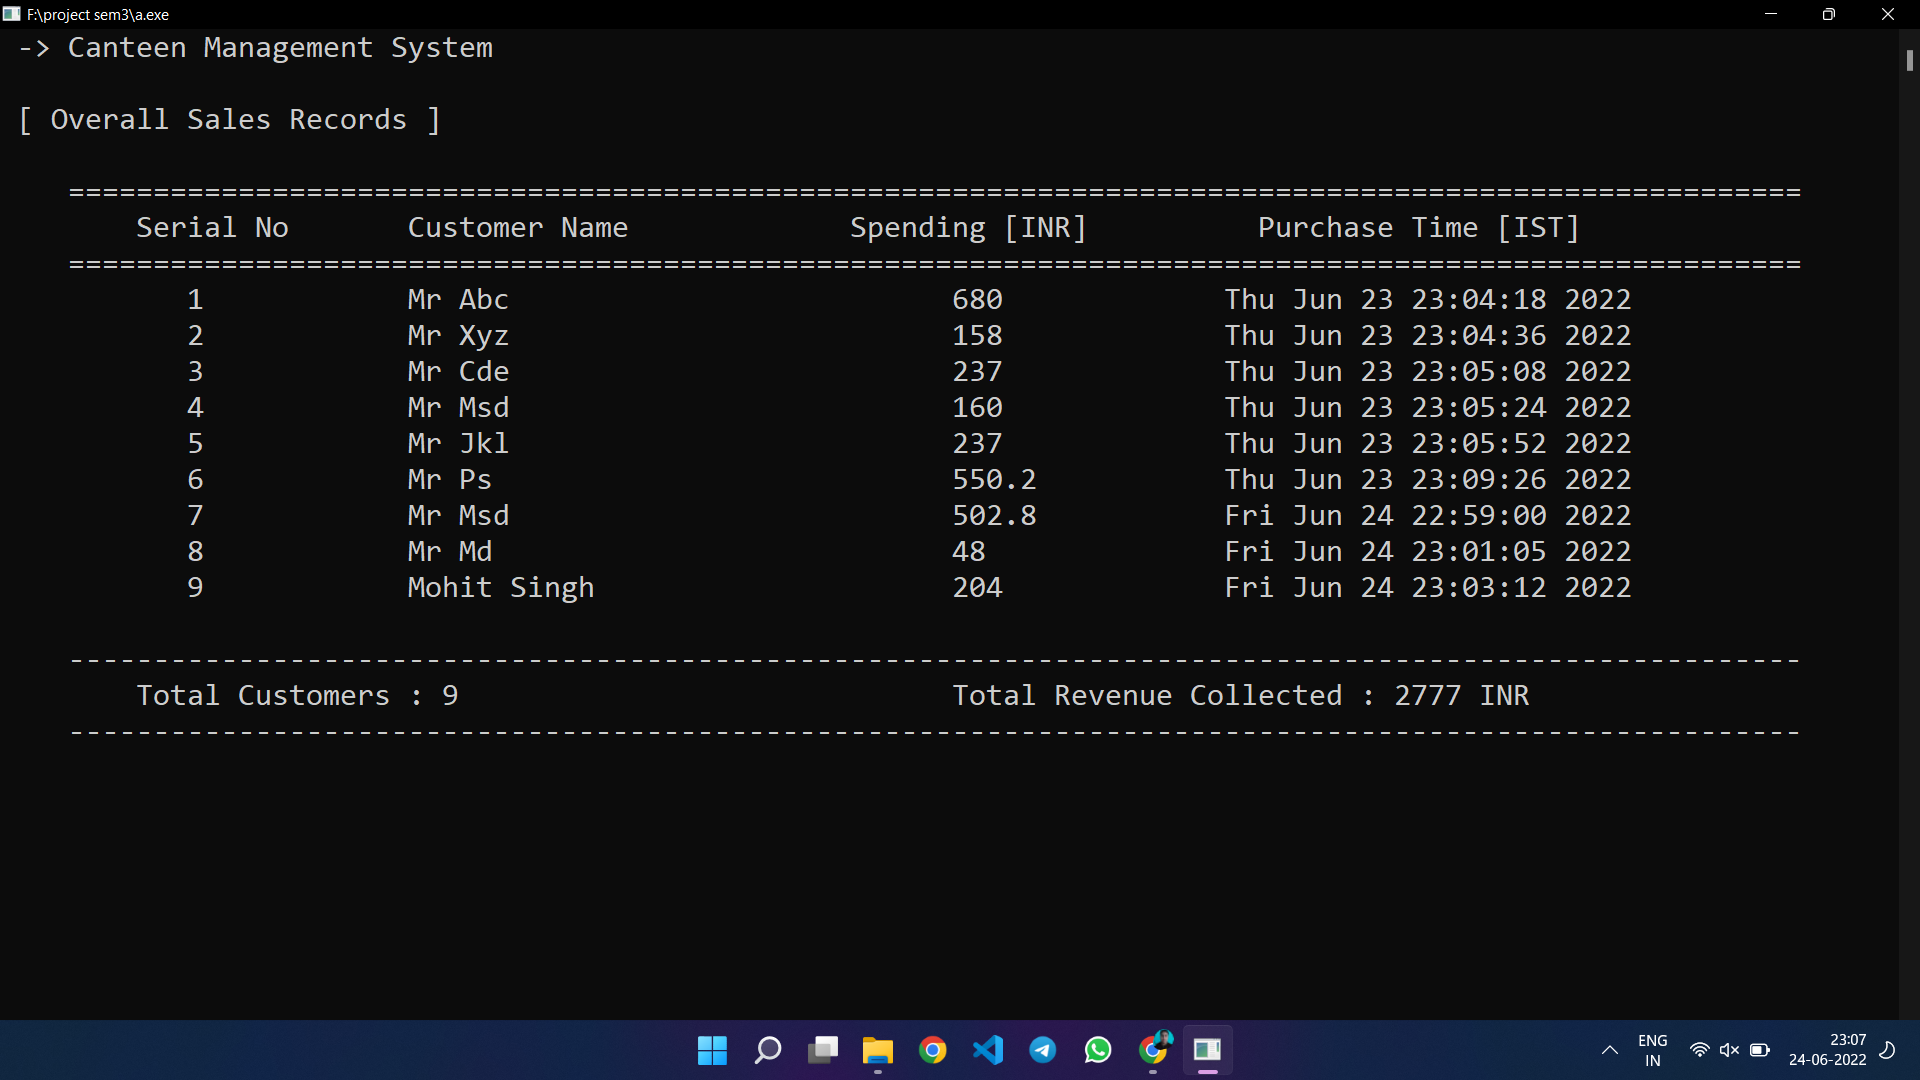 F:\project sem3\a.exe
-> Canteen Management System
[ Overall Sales Records ]
======================================================================================================
Serial No Customer Name Spending [INR] Purchase Time [IST]
======================================================================================================
1 Mr Abc 680 Thu Jun 23 23:04:18 2022
2 Mr Xyz 158 Thu Jun 23 23:04:36 2022
3 Mr Cde 237 Thu Jun 23 23:05:08 2022
4 Mr Msd 160 Thu Jun 23 23:05:24 2022
5 Mr Jkl 237 Thu Jun 23 23:05:52 2022
6 Mr Ps 550.2 Thu Jun 23 23:09:26 2022
7 Mr Msd 502.8 Fri Jun 24 22:59:00 2022
8 Mr Md 48 Fri Jun 24 23:01:05 2022
9 Mohit Singh 204 Fri Jun 24 23:03:12 2022
------------------------------------------------------------------------------------------------------
Total Customers : 9 Total Revenue Collected : 2777 INR
------------------------------------------------------------------------------------------------------
ENG 23:07
IN 24-06-2022